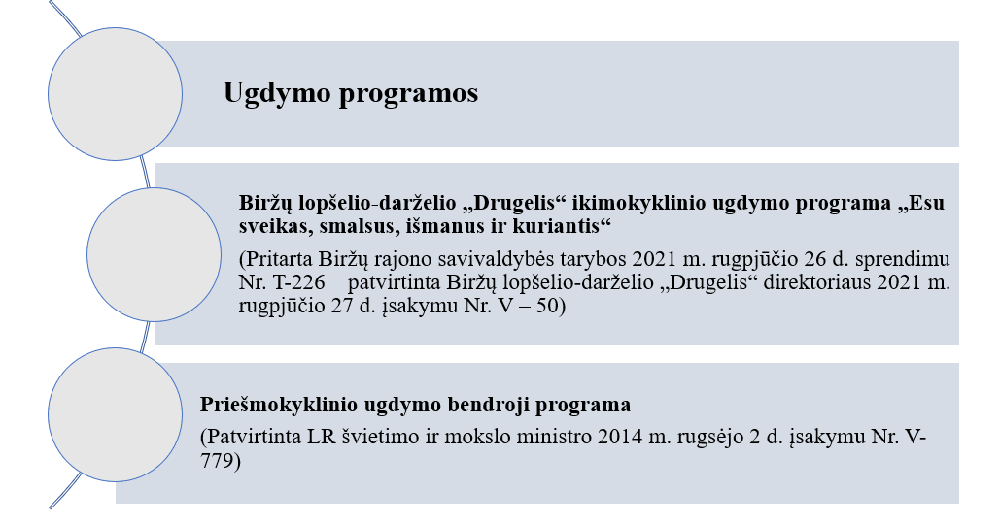 Ugdymo programos
Biržų lopšelio-darželio „Drugelis“ ikimokyklinio ugdymo programa „Esu
sveikas, smalsus, išmanus ir kuriantis“
(Pritarta Biržų rajono savivaldybės tarybos 2021 m. rugpjūčio 26 d. sprendimu
Nr. T-226    patvirtinta Biržų lopšelio-darželio „Drugelis“ direktoriaus 2021 m.
rugpjūčio 27 d. įsakymu Nr. V – 50)
Priešmokyklinio ugdymo bendroji programa
(Patvirtinta LR švietimo ir mokslo ministro 2014 m. rugsėjo 2 d. įsakymu Nr. V-
779)